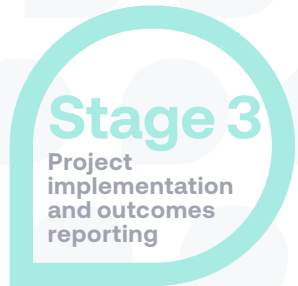 Stage 3
Project
implementation
and outcomes
reporting